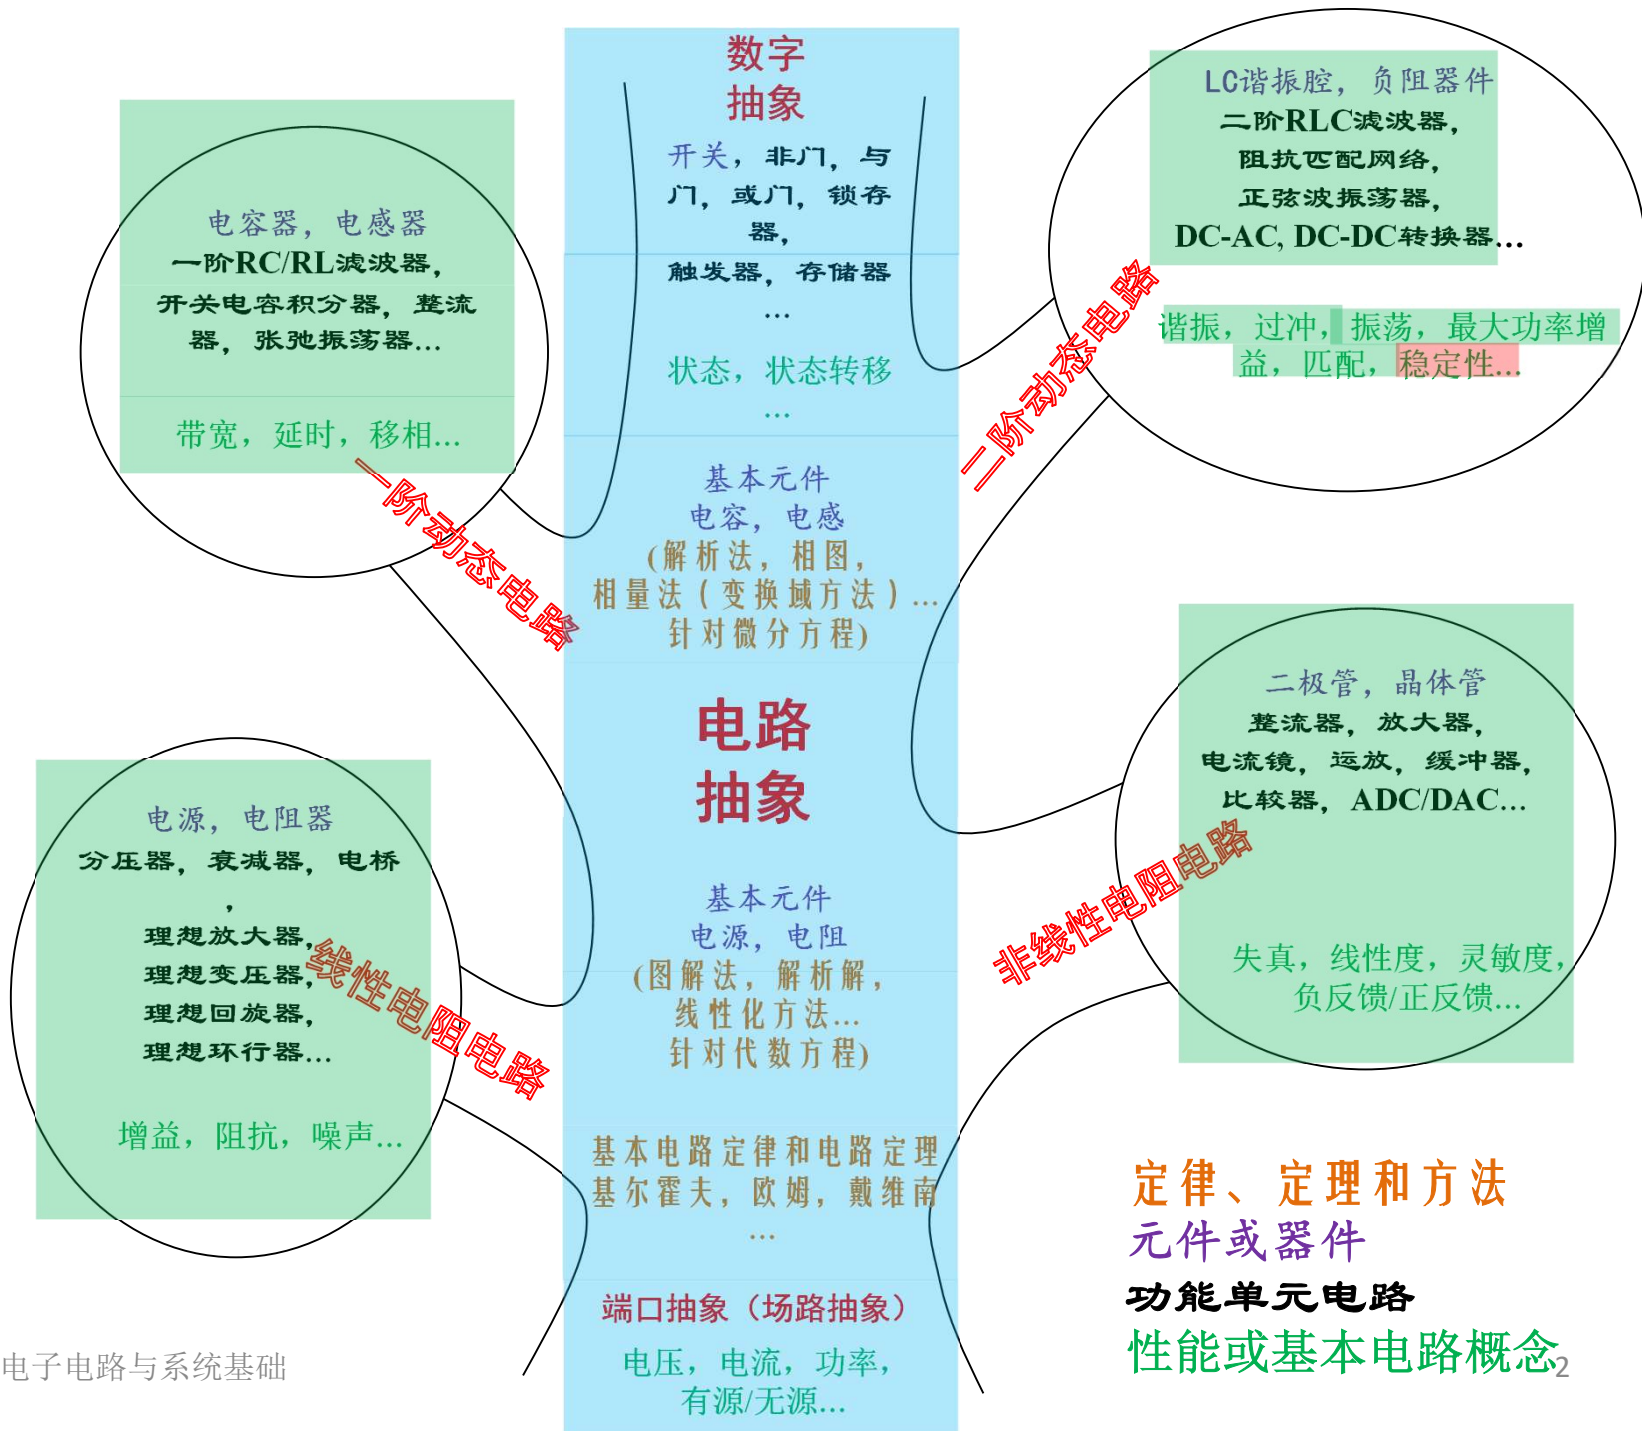 数字
抽象
开关，非门，与
门，或门，锁存
器，
触发器，存储器
…
状态，状态转移
…
基本元件
电容，电感
(解析法，相图，
相量法（变换域方法）…
针对微分方程)
电路
抽象
基本元件
电源，电阻
(图解法，解析解，
线性化方法…
针对代数方程)
基本电路定律和电路定理
基尔霍夫，欧姆，戴维南
…
端口抽象（场路抽象）
电压，电流，功率，
有源/无源…
电容器，电感器
一阶RC/RL滤波器，
开关电容积分器，整流
器，张弛振荡器…
带宽，延时，移相…
一阶动态电路
LC谐振腔，负阻器件
二阶RLC滤波器，
阻抗匹配网络，
正弦波振荡器，
DC-AC, DC-DC转换器…
谐振，过冲，振荡，最大功率增
益，匹配，稳定性…
二阶动态电路
电源，电阻器
分压器，衰减器，电桥
，
理想放大器，
理想变压器，
理想回旋器，
理想环行器…
增益，阻抗，噪声…
线性电阻电路
二极管，晶体管
整流器，放大器，
电流镜，运放，缓冲器，
比较器，ADC/DAC…
失真，线性度，灵敏度，
负反馈/正反馈…
非线性电阻电路
定律、定理和方法
元件或器件
功能单元电路
性能或基本电路概念
电子电路与系统基础
2